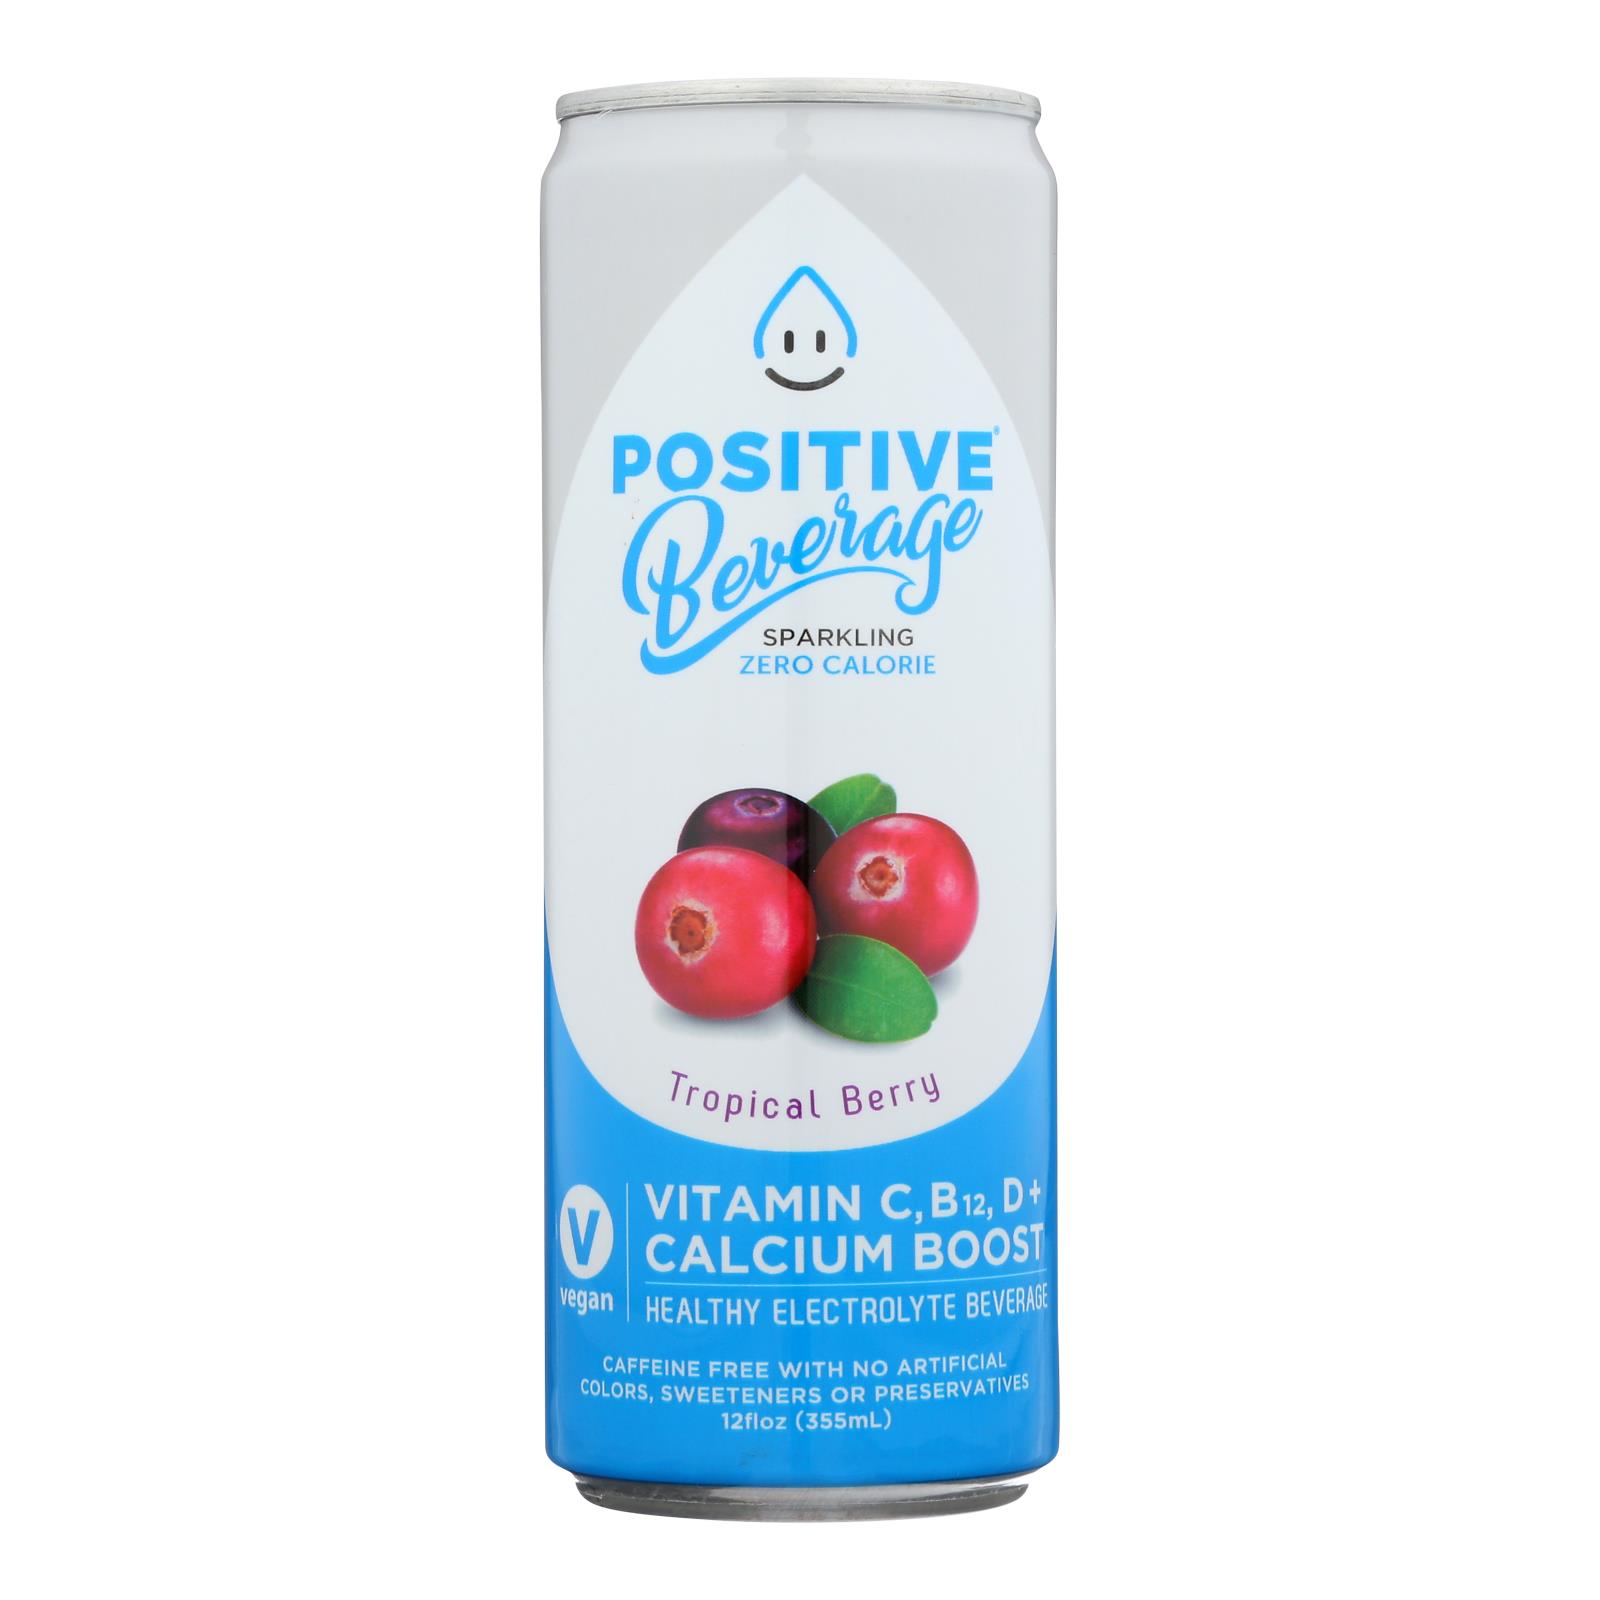 POSITIVE®
Beverage
SPARKLING
ZERO CALORIE
Tropical Berry
V
vegan
VITAMIN C, B12, D +
CALCIUM BOOST
HEALTHY ELECTROLYTE BEVERAGE
CAFFEINE FREE WITH NO ARTIFICIAL
COLORS, SWEETENERS OR PRESERVATIVES
12floz (355mL)